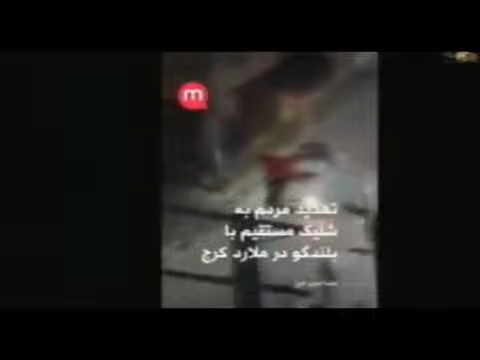 m
تهدید مردم به
شلیک مستقیم با
بلندگو در ملارد کرج